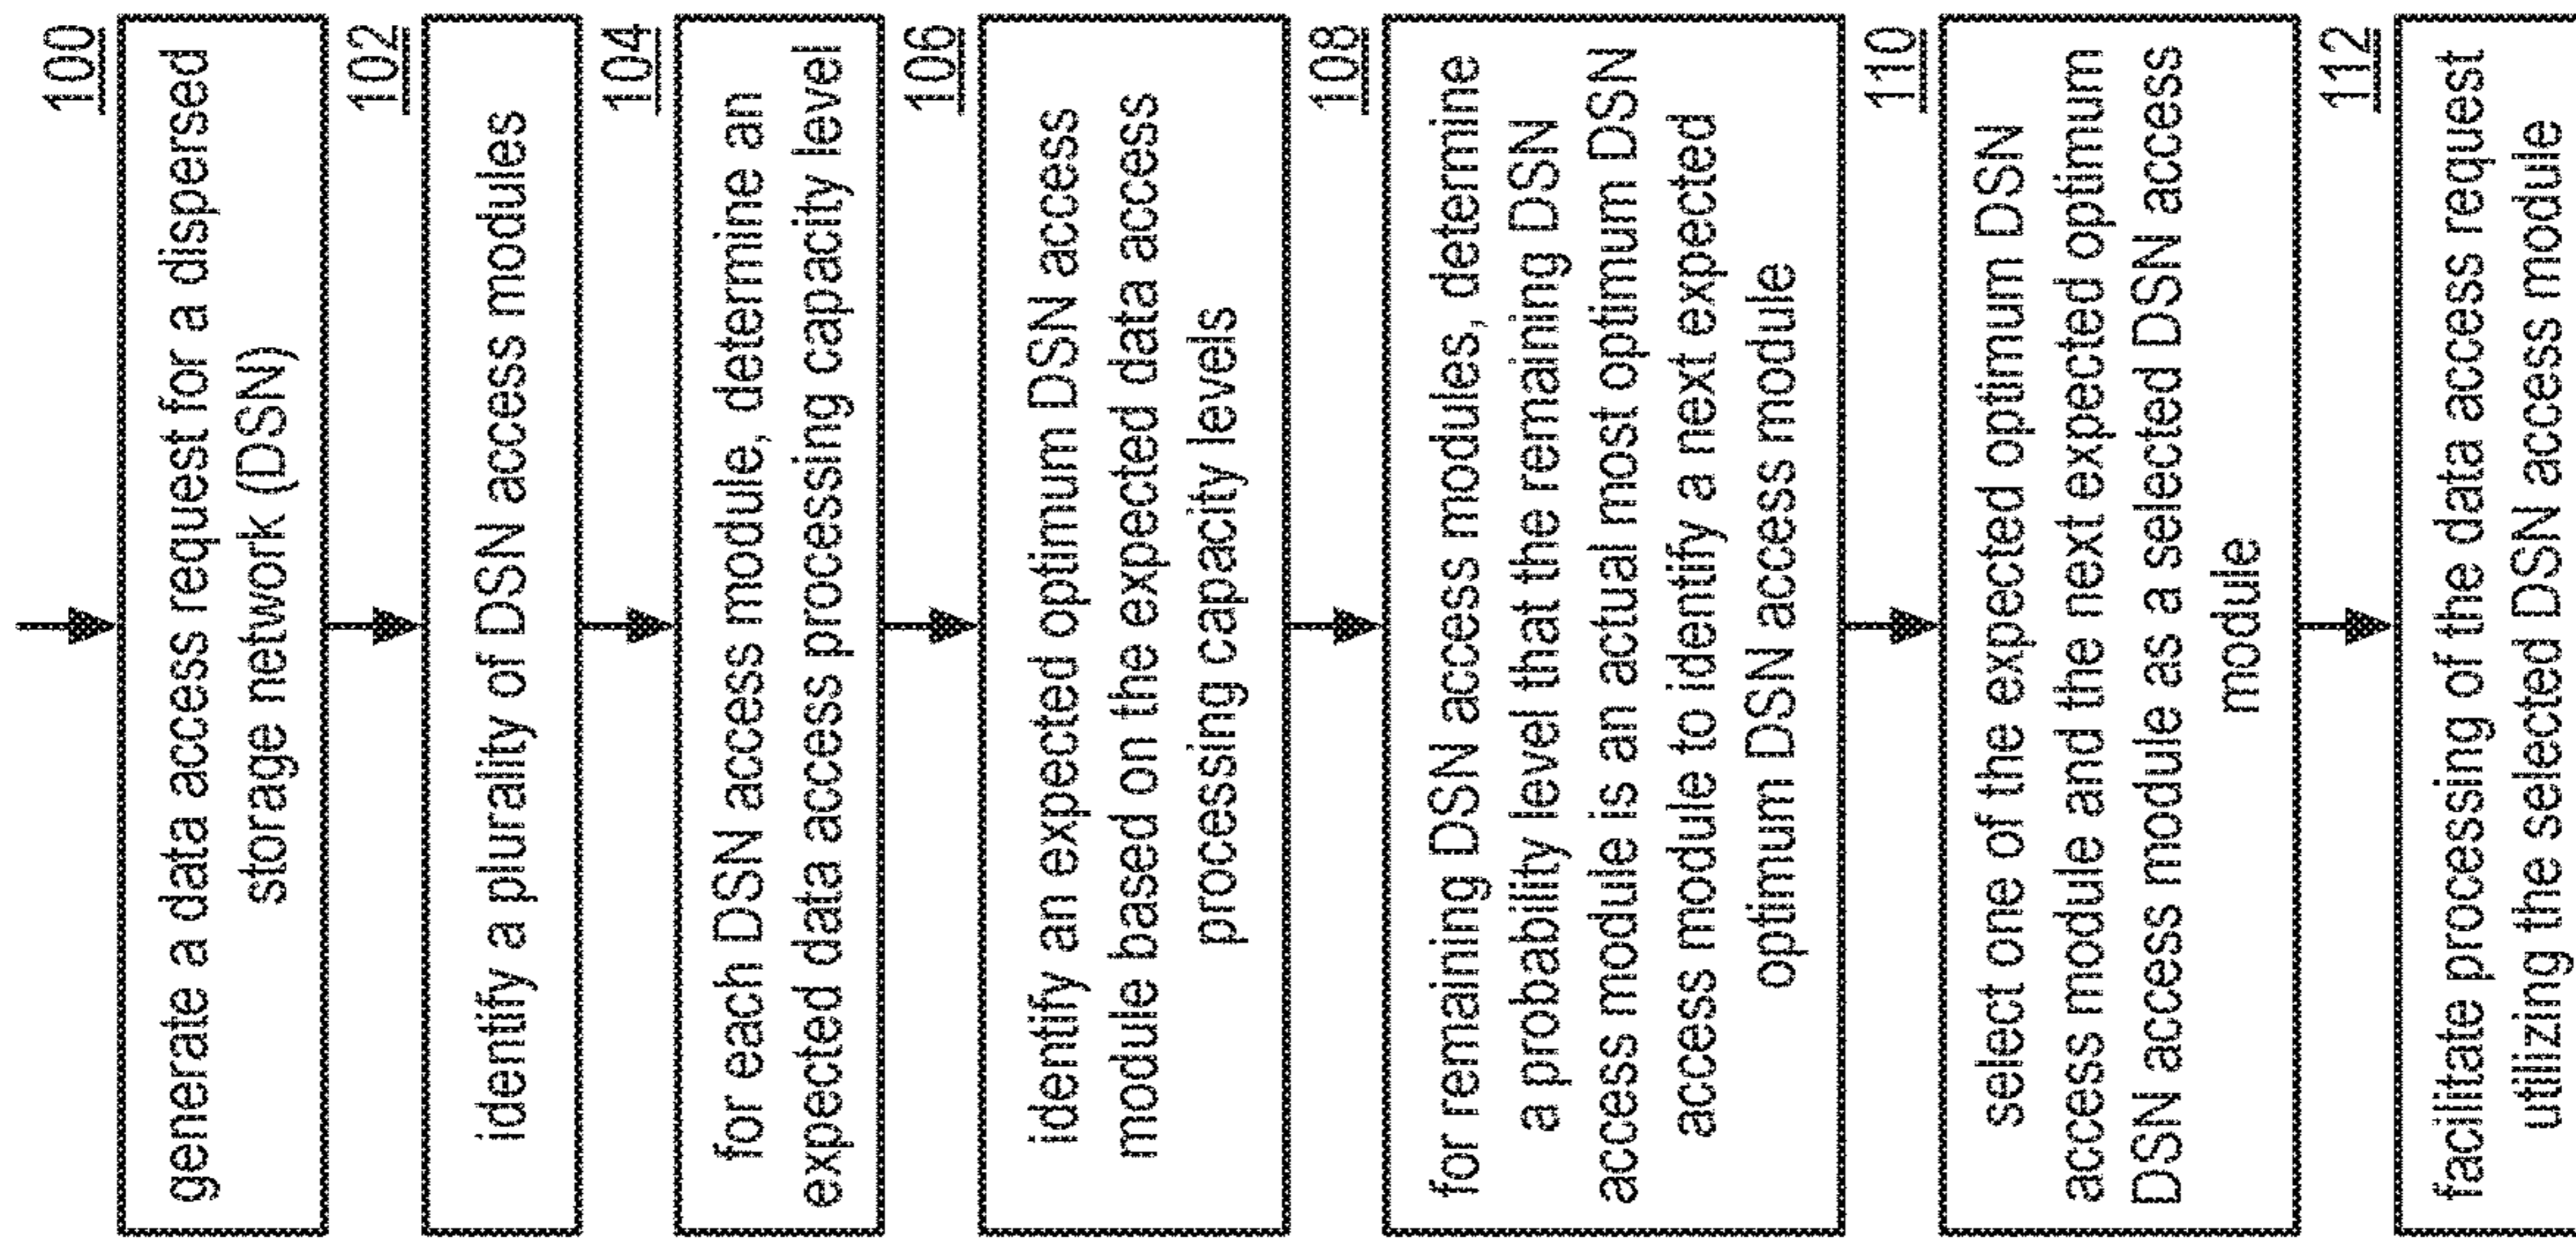 100
generate a data access request for a dispersed
storage network (DSN)
102
identify a plurality of DSN access modules
104
for each DSN access module, determine an
expected data access processing capacity level
106
identify an expected optimum DSN access
module based on the expected data access
processing capacity levels
108
for remaining DSN access modules, determine
a probability level that the remaining DSN
access module is an actual most optimum DSN
access module to identify a next expected
optimum DSN access module
110
select one of the expected optimum DSN
access module and the next expected optimum
DSN access module as a selected DSN access
module
112
facilitate processing of the data access request
utilizing the selected DSN access module